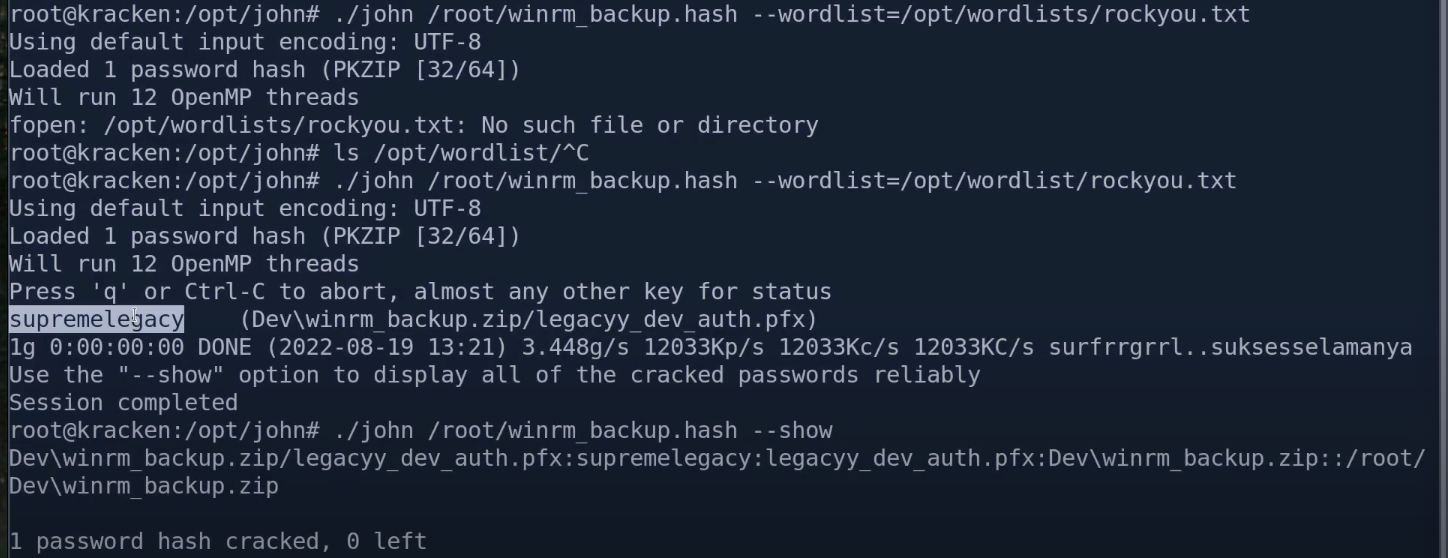 root@kracken:/opt/john# ./john /root/winrm_backup.hash --wordlist=/opt/wordlists/rockyou.txt
Using default input encoding: UTF-8
Loaded 1 password hash (PKZIP [32/64])
Will run 12 OpenMP threads
fopen: /opt/wordlists/rockyou.txt: No such file or directory
root@kracken:/opt/john# ls /opt/wordlist/^C
root@kracken:/opt/john# ./john /root/winrm_backup.hash --wordlist=/opt/wordlist/rockyou.txt
Using default input encoding: UTF-8
Loaded 1 password hash (PKZIP [32/64])
Will run 12 OpenMP threads
Press 'q' or Ctrl-C to abort, almost any other key for status
supremelegacy    (Dev\winrm_backup.zip/legacyy_dev_auth.pfx)
1g 0:00:00:00 DONE (2022-08-19 13:21) 3.448g/s 12033Kp/s 12033Kc/s 12033KC/s surfrrgrrl..suksesselamanya
Use the "--show" option to display all of the cracked passwords reliably
Session completed
root@kracken:/opt/john# ./john /root/winrm_backup.hash --show
Dev\winrm_backup.zip/legacyy_dev_auth.pfx:supremelegacy:legacyy_dev_auth.pfx:Dev\winrm_backup.zip::/root/
Dev\winrm_backup.zip
1 password hash cracked, 0 left